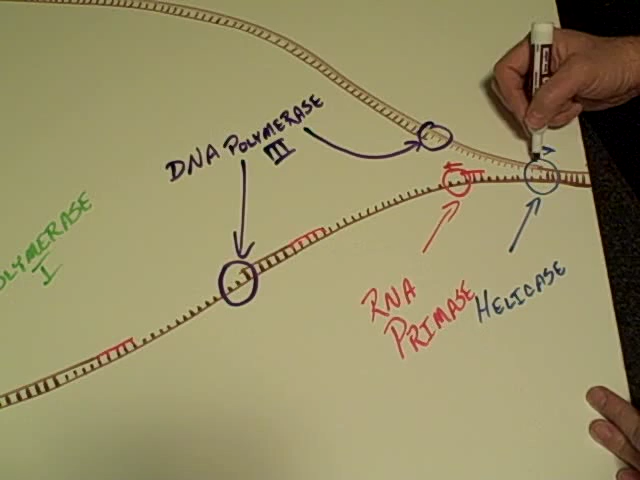 DNA POLYMERASE
III
OLYMERASE
I
RNA
PRIMASE
HELICASE